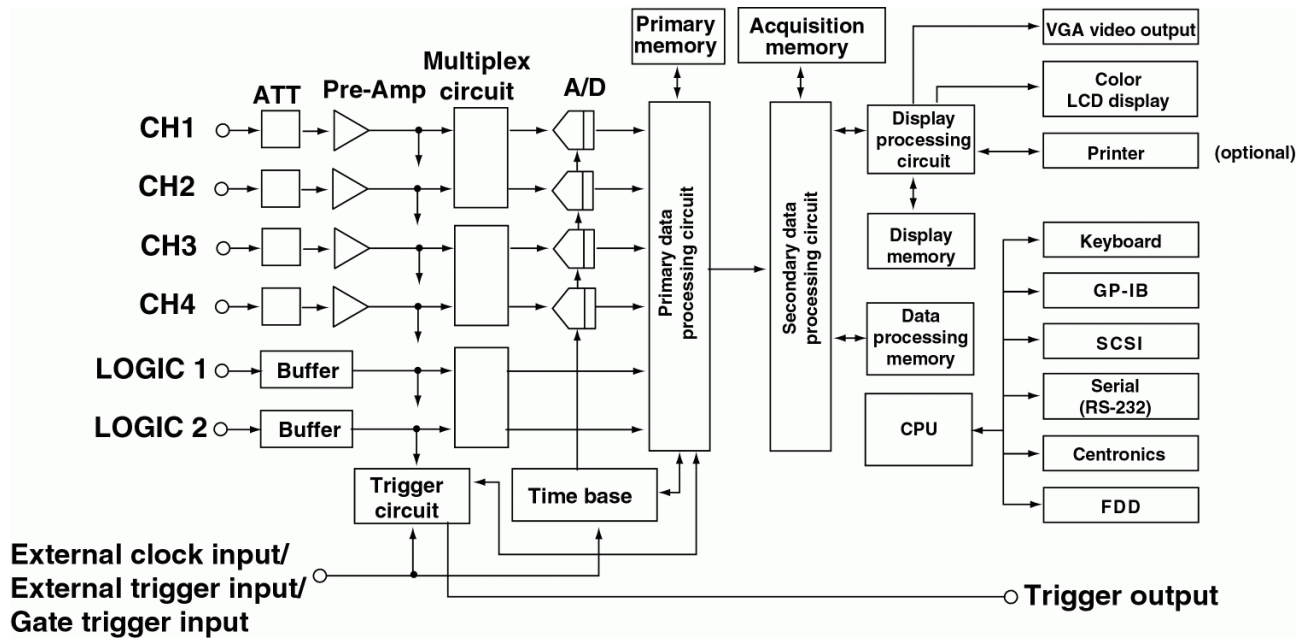 Primary
memory
Acquisition
memory
VGA video output
Multiplex
circuit
ATT
Pre-Amp
A/D
Color
LCD display
CH1
Display
processing
circuit
Printer
(optional)
CH2
CH3
CH4
Primary data
processing circuit
Secondary data
processing circuit
Display
memory
Keyboard
GP-IB
Data
processing
memory
SCSI
LOGIC 1
Buffer
Serial
(RS-232)
LOGIC 2
Buffer
CPU
Centronics
Trigger
circuit
Time base
FDD
External clock input/
External trigger input/
Gate trigger input
Trigger output